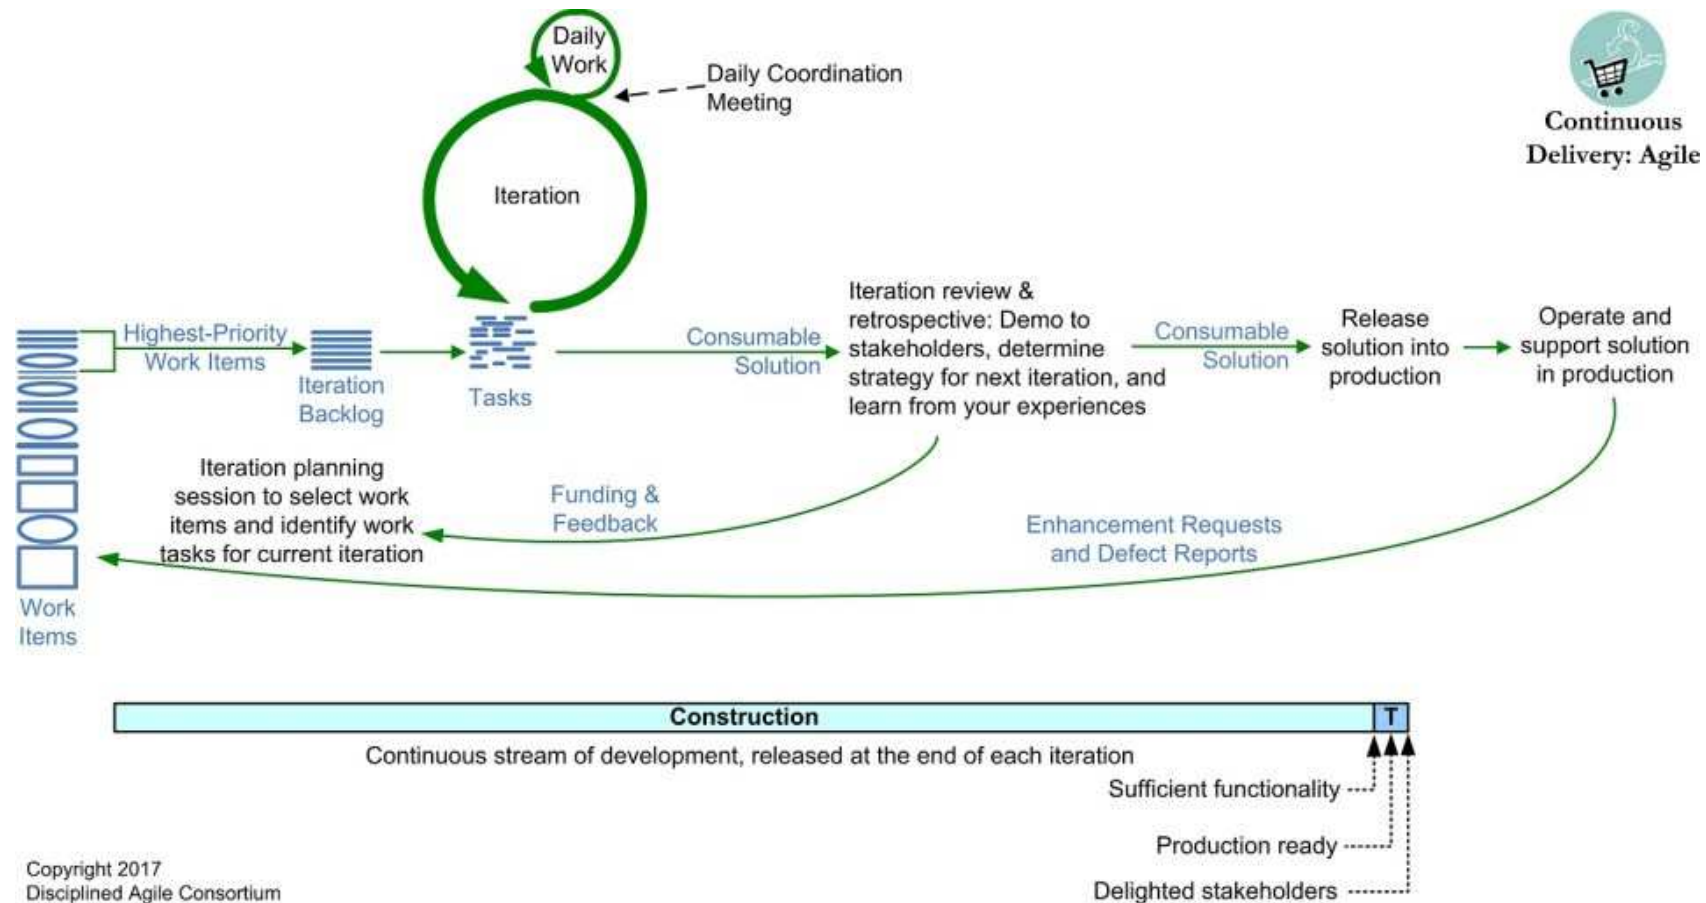 Daily
Work
Daily Coordination
Meeting
Continuous
Delivery: Agile
Iteration
Highest-Priority
Work Items
Iteration
Backlog
Tasks
Consumable
Solution
Iteration review &
retrospective: Demo to
stakeholders, determine
strategy for next iteration, and
learn from your experiences
Consumable
Solution
Release
solution into
production
Operate and
support solution
in production
Iteration planning
session to select work
items and identify work
tasks for current iteration
Funding &
Feedback
Enhancement Requests
and Defect Reports
Work
Items
Construction
T
Continuous stream of development, released at the end of each iteration
Sufficient functionality
Production ready
Delighted stakeholders
Copyright 2017
Disciplined Agile Consortium